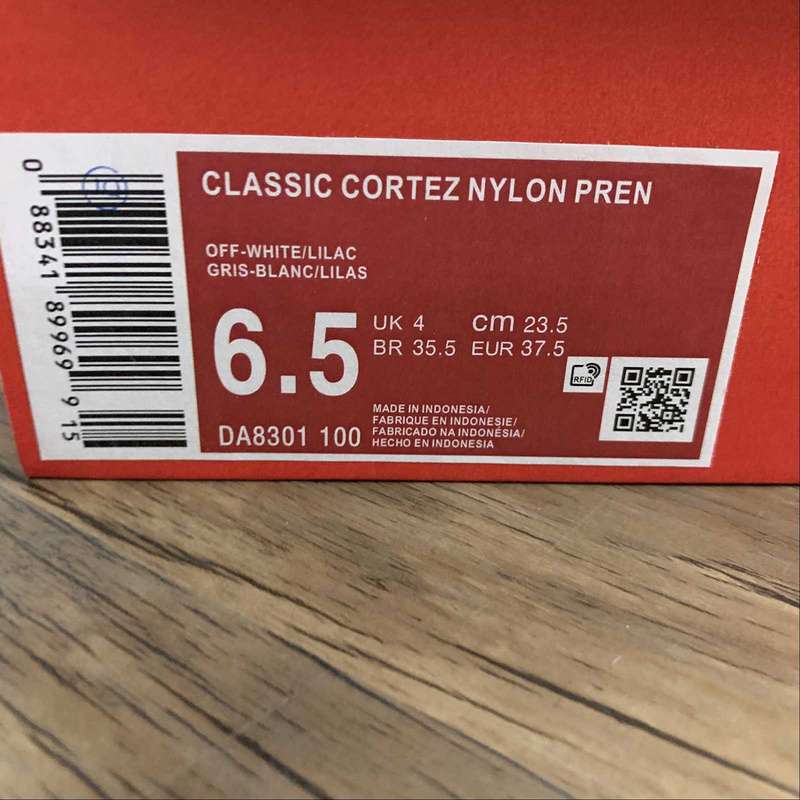 CLASSIC CORTEZ NYLON PREN
OFF-WHITE/LILAC
GRIS-BLANC/LILAS
6.5
UK 4 cm 23.5
BR 35.5 EUR 37.5
RFID
DA8301 100
MADE IN INDONESIA/
FABRIQUE EN INDONESIE/
FABRICADO NA INDONÉSIA/
HECHO EN INDONESIA
0 88341 89969 9 15